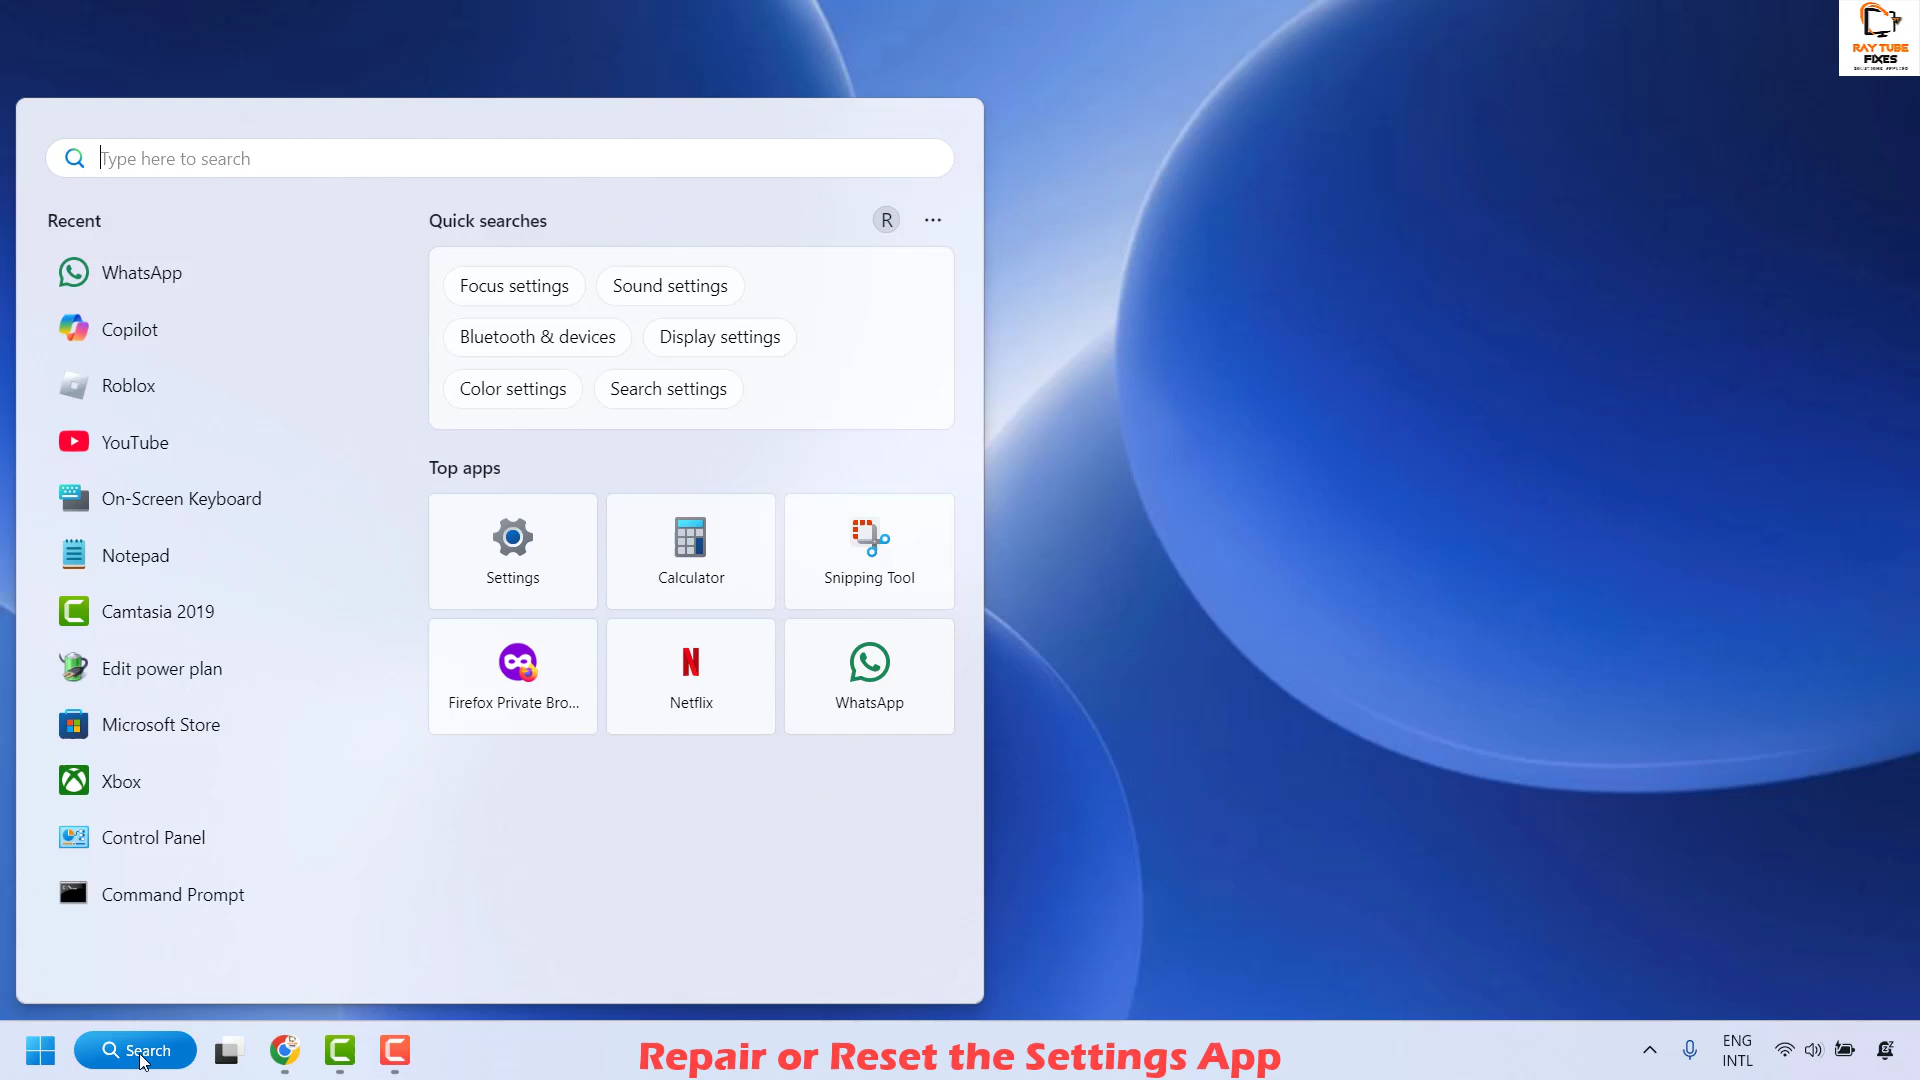 RAY TUBE
FIXES
Type here to search
Recent
WhatsApp
Copilot
Roblox
YouTube
On-Screen Keyboard
Notepad
Camtasia 2019
Edit power plan
Microsoft Store
Xbox
Control Panel
Command Prompt
Quick searches
R
Focus settings
Sound settings
Bluetooth & devices
Display settings
Color settings
Search settings
Top apps
Settings
Calculator
Snipping Tool
Firefox Private Bro...
Netflix
WhatsApp
Search
Repair or Reset the Settings App
ENG
INTL